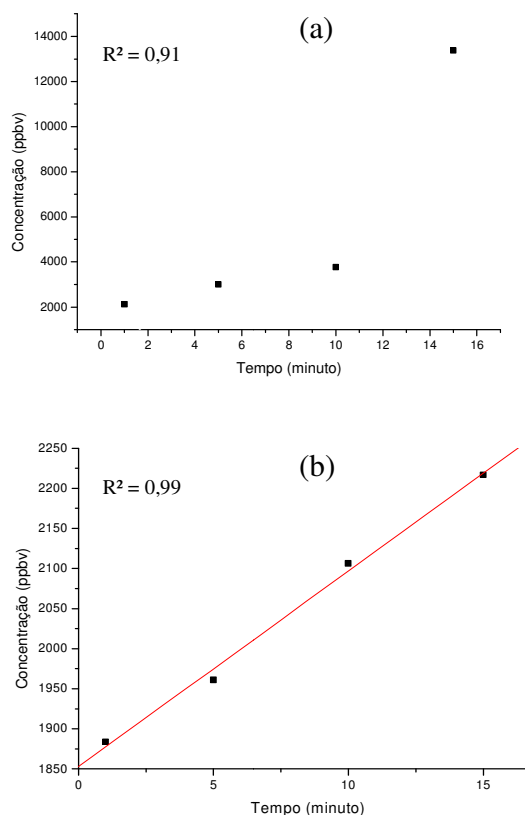 (a)
R² = 0,91
14000
12000
10000
8000
6000
4000
2000
Concentração (ppbv)
0 2 4 6 8 10 12 14 16
Tempo (minuto)
(b)
R² = 0,99
2250
2200
2150
2100
2050
2000
1950
1900
1850
Concentração (ppbv)
0 5 10 15
Tempo (minuto)